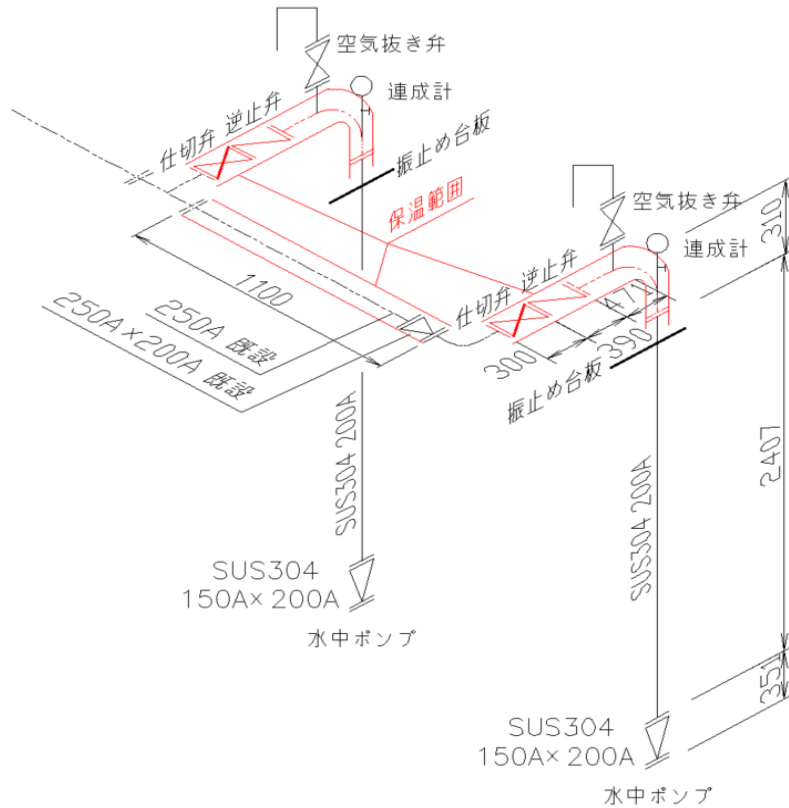 空気抜き弁
連成計
仕切弁 逆止弁
振止め台板
保温範囲
空気抜き弁
連成計
310
仕切弁 逆止弁
471
1100
250A 既設
250A×200A 既設
300
390
振止め台板
2407
SUS304 200A
SUS304 200A
SUS304
150A× 200A
水中ポンプ
351
SUS304
150A× 200A
水中ポンプ